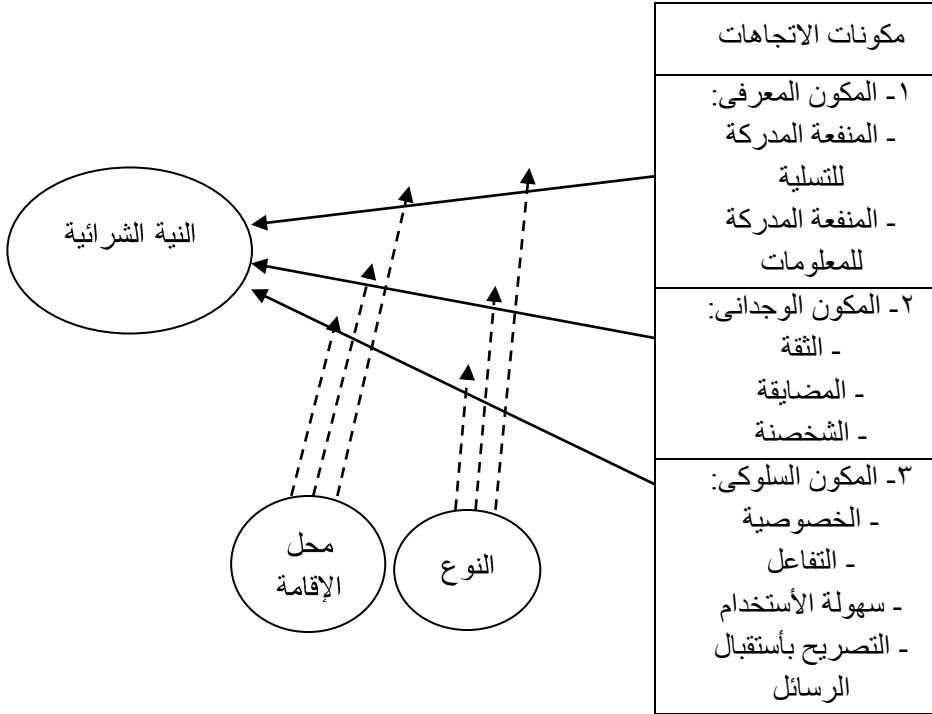 مكونات الاتجاهات
١- المكون المعرفى:
- المنفعة المدركة
للتسلية
- المنفعة المدركة
للمعلومات
٢- المكون الوجدانى:
- الثقة
- المضايقة
- الشخصنة
٣- المكون السلوكى:
- الخصوصية
- التفاعل
- سهولة الأستخدام
- التصريح بأستقبال
الرسائل
النية الشرائية
النوع
محل
الإقامة